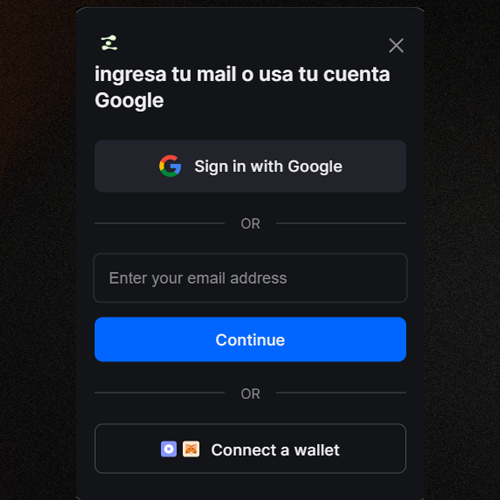 ingresa tu mail o usa tu cuenta
Google
Sign in with Google
OR
Enter your email address
Continue
OR
Connect a wallet